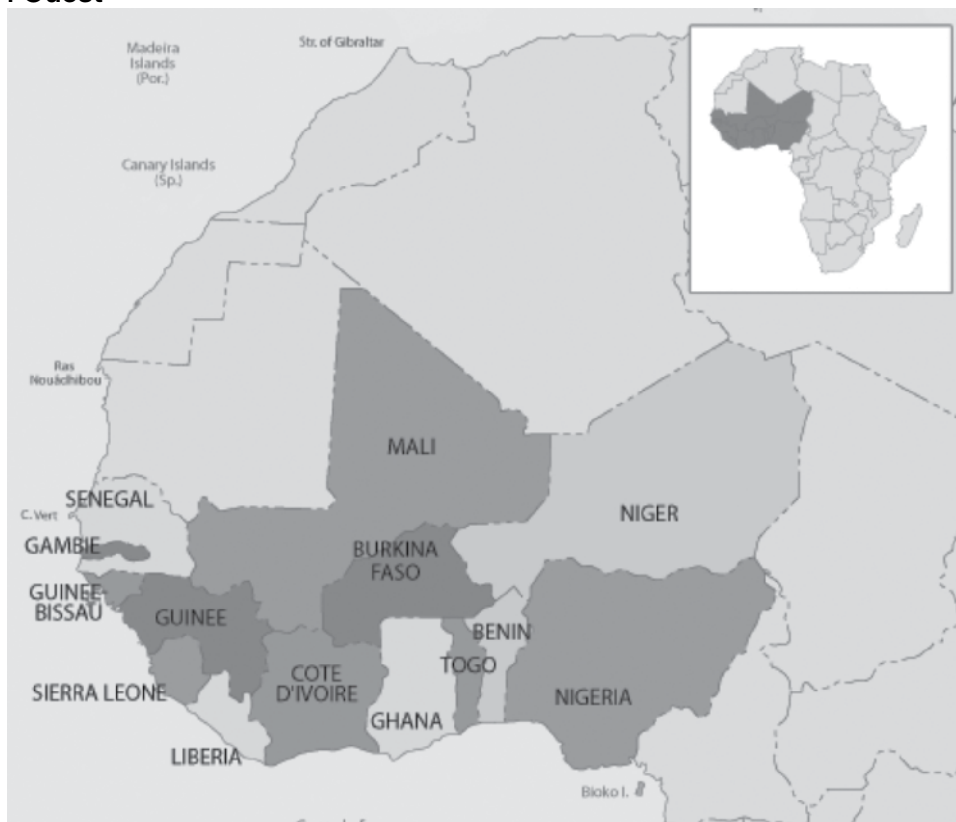 l'Ouest
Madeira
Islands
(Por.)
Str. of Gibraltar
Canary Islands
(Sp.)
Ras
Nouâdhibou
MALI
SENEGAL
C. Vert
NIGER
GAMBIE
BURKINA
FASO
GUINEE-
BISSAU
GUINEE
BENIN
TOGO
COTE
D'IVOIRE
SIERRA LEONE
NIGERIA
GHANA
LIBERIA
Bioko I.